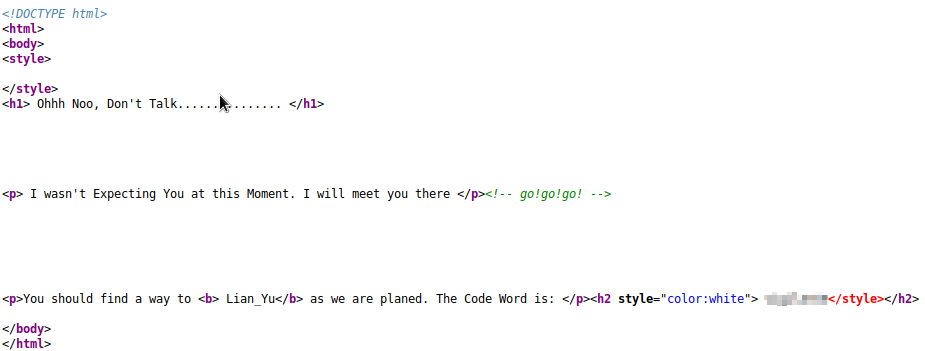 <!DOCTYPE html>
<html>
<body>
<style>
</style>
<h1> Ohhh Noo, Don't Talk............... </h1>
<p> I wasn't Expecting You at this Moment. I will meet you there </p><!-- go!go!go! -->
<p>You should find a way to <b> Lian_Yu</b> as we are planed. The Code Word is: </p><h2 style="color:white"> </style></h2>
</body>
</html>